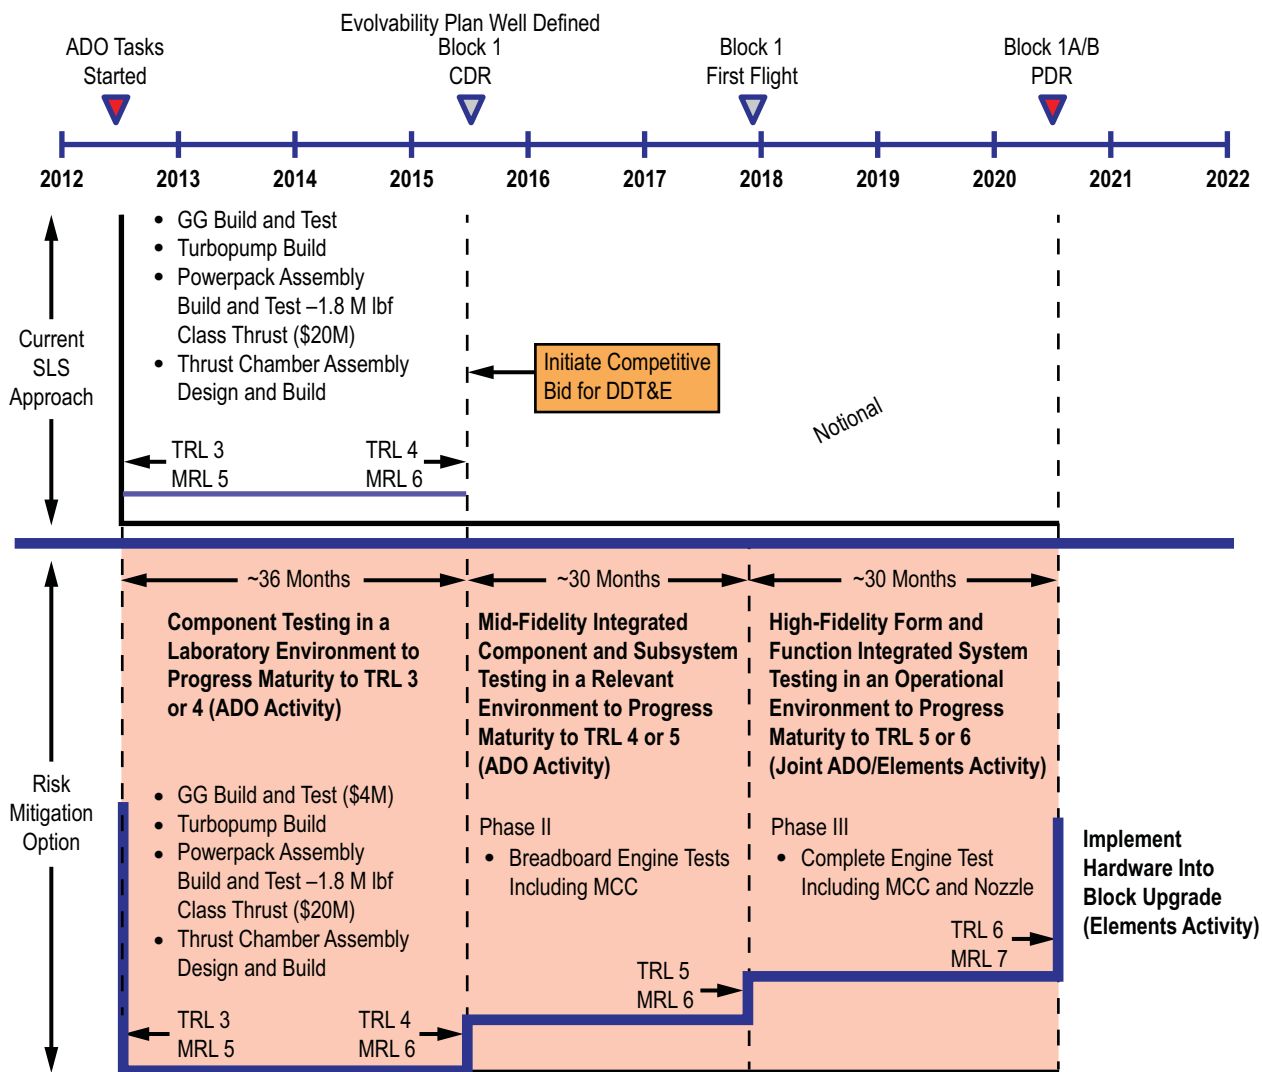 Evolvability Plan Well Defined
ADO Tasks
Started
Block 1
CDR
Block 1
First Flight
Block 1A/B
PDR
2012
2013
2014
2015
2016
2017
2018
2019
2020
2021
2022
Current
SLS
Approach
• GG Build and Test
• Turbopump Build
• Powerpack Assembly
Build and Test –1.8 M lbf
Class Thrust ($20M)
• Thrust Chamber Assembly
Design and Build
TRL 3
MRL 5
TRL 4
MRL 6
Initiate Competitive
Bid for DDT&E
Notional
Risk
Mitigation
Option
~36 Months
Component Testing in a
Laboratory Environment to
Progress Maturity to TRL 3
or 4 (ADO Activity)
• GG Build and Test ($4M)
• Turbopump Build
• Powerpack Assembly
Build and Test –1.8 M lbf
Class Thrust ($20M)
• Thrust Chamber Assembly
Design and Build
TRL 3
MRL 5
TRL 4
MRL 6
~30 Months
Mid-Fidelity Integrated
Component and Subsystem
Testing in a Relevant
Environment to Progress
Maturity to TRL 4 or 5
(ADO Activity)
Phase II
• Breadboard Engine Tests
Including MCC
TRL 5
MRL 6
~30 Months
High-Fidelity Form and
Function Integrated System
Testing in an Operational
Environment to Progress
Maturity to TRL 5 or 6
(Joint ADO/Elements Activity)
Phase III
• Complete Engine Test
Including MCC and Nozzle
TRL 6
MRL 7
Implement
Hardware Into
Block Upgrade
(Elements Activity)